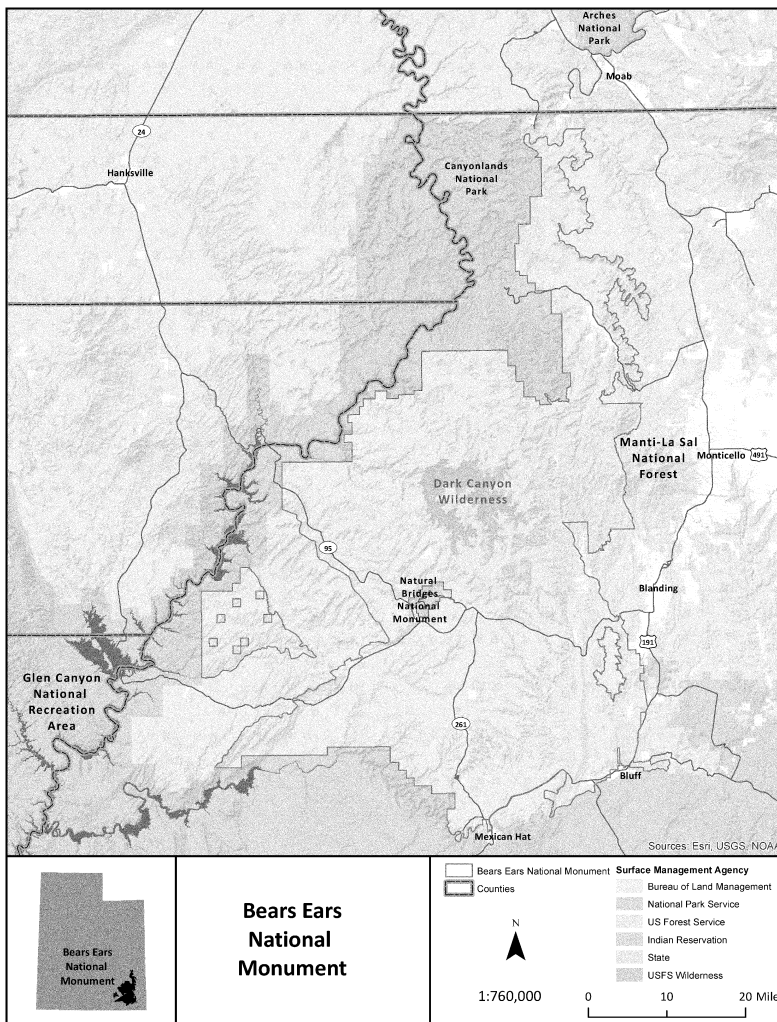 Arches
National
Park
Moab
24
Hanksville
Canyonlands
National
Park
Manti-La Sal
National
Forest
Monticello
491
Dark Canyon
Wilderness
95
Natural
Bridges
National
Monument
Blanding
191
Glen Canyon
National
Recreation
Area
261
Bluff
Mexican Hat
Sources: Esri, USGS, NOAA
Bears Ears
National
Monument
Bears Ears
National
Monument
Bears Ears National Monument
Counties
N
1:760,000
Surface Management Agency
Bureau of Land Management
National Park Service
US Forest Service
Indian Reservation
State
USFS Wilderness
0 10 20 Mile